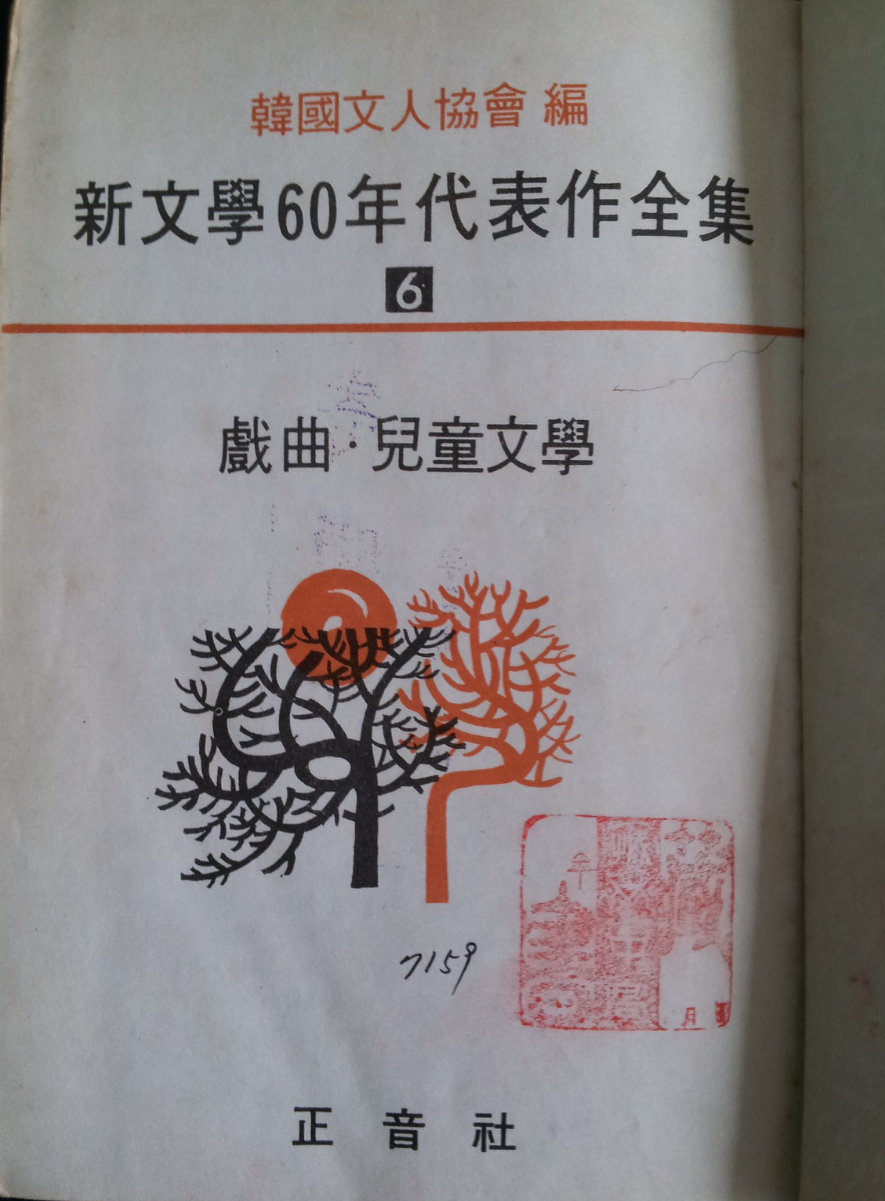 韓國文人協會 編
新文學60年代表作全集
6
戲曲·兒童文學
7159
正音社